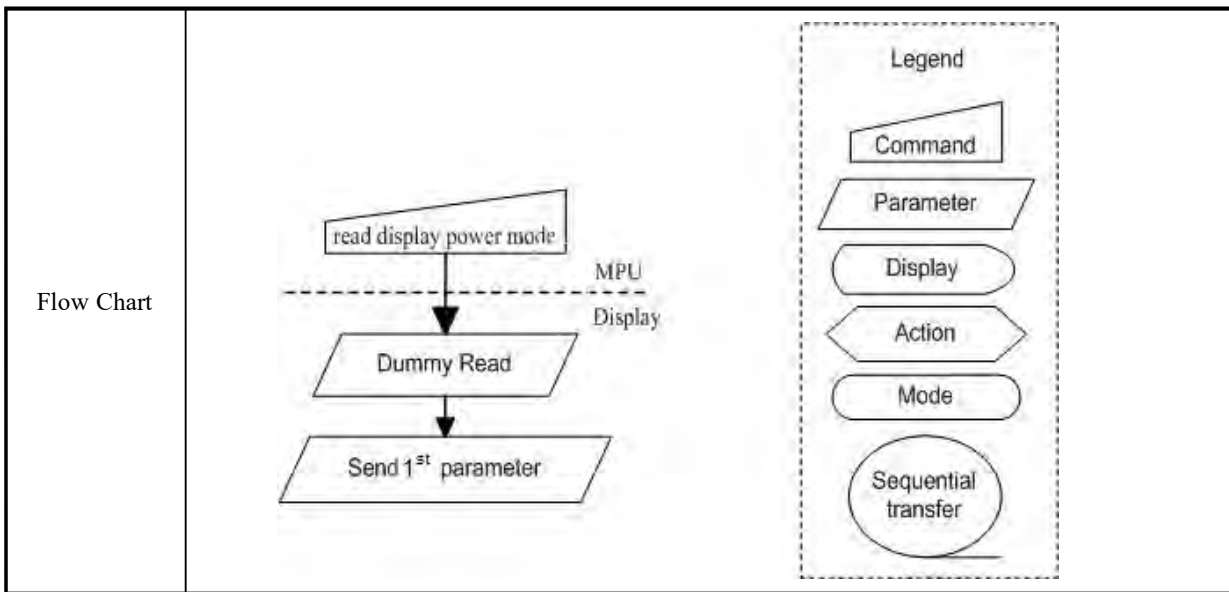 Flow Chart
read display power mode
MPU
Display
Dummy Read
Send 1st parameter
Legend
Command
Parameter
Display
Action
Mode
Sequential
transfer